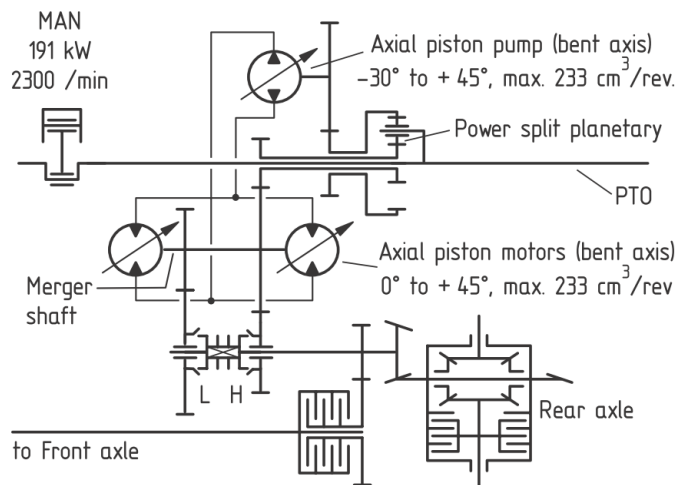 MAN
191 kW
2300 /min
Axial piston pump (bent axis)
-30° to + 45°, max. 233 cm³/rev.
Power split planetary
PTO
Axial piston motors (bent axis)
0° to + 45°, max. 233 cm³/rev
Merger
shaft
L H
Rear axle
to Front axle